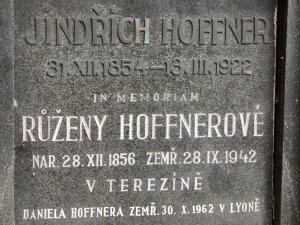 JINDŘICH HOFFNER
31.XII.1854–18.III.1922
IN MEMORIAM
RŮŽENY HOFFNEROVÉ
NAR. 28.XII.1856 ZEMŘ. 28.IX.1942
V TEREZÍNĚ
DANIELA HOFFNERA ZEMŘ. 30.X.1962 V LYONĚ